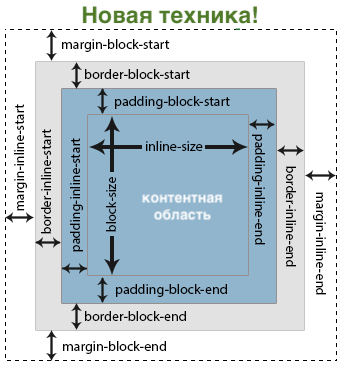 Новая техника!
margin-block-start
border-block-start
padding-block-start
margin-inline-start
border-inline-start
padding-inline-start
block-size
inline-size
контентная
область
padding-inline-end
border-inline-end
margin-inline-end
padding-block-end
border-block-end
margin-block-end